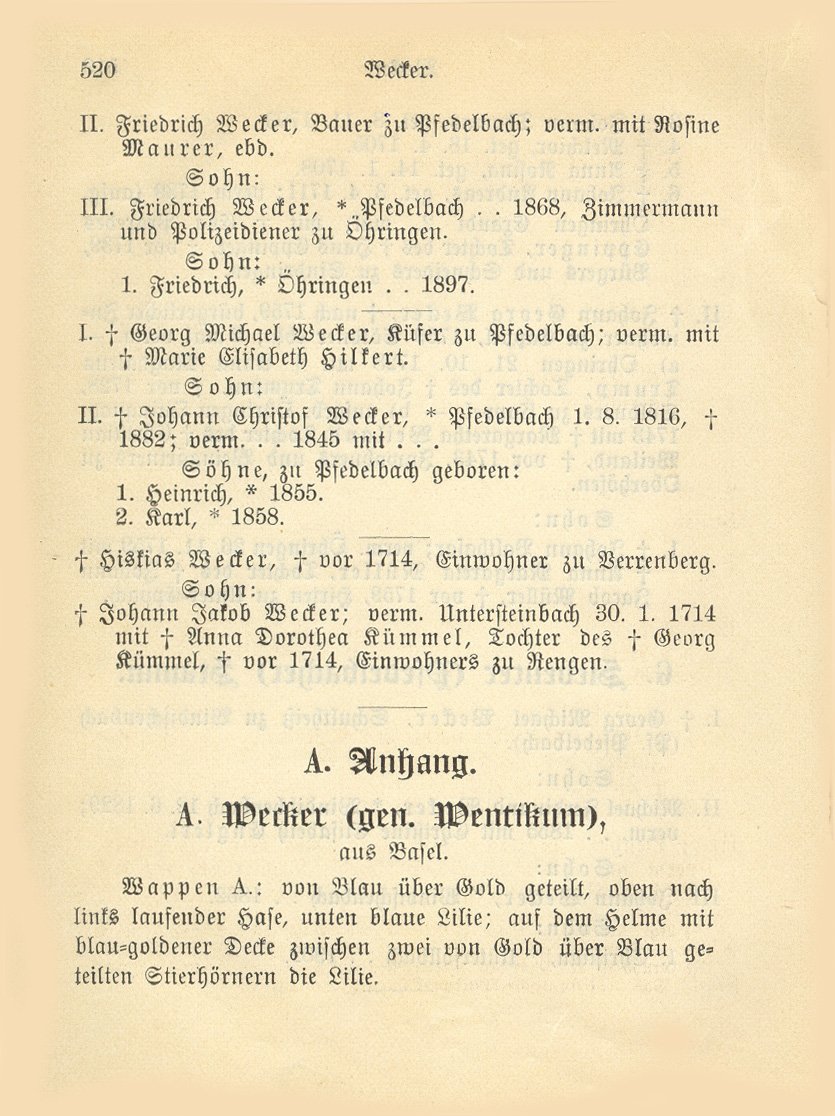 520 Wecker.
II. Friedrich Wecker, Bauer zu Pfedelbach; verm. mit Rosine
Maurer, ebd.
Sohn:
III. Friedrich Wecker, * Pfedelbach . . 1868, Zimmermann
und Polizeidiener zu Öhringen.
Sohn:
1. Friedrich, * Öhringen . . 1897.
I. † Georg Michael Wecker, Küfer zu Pfedelbach; verm. mit
† Marie Elisabeth Hilkert.
Sohn:
II. † Johann Christof Wecker, * Pfedelbach 1. 8. 1816, †
1882; verm. . . 1845 mit . . .
Söhne, zu Pfedelbach geboren:
1. Heinrich, * 1855.
2. Karl, * 1858.
† Hiskias Wecker, † vor 1714, Einwohner zu Verrenberg.
Sohn:
† Johann Jakob Wecker; verm. Untersteinbach 30. 1. 1714
mit † Anna Dorothea Kümmel, Tochter des † Georg
Kümmel, † vor 1714, Einwohners zu Rengen.
A. Anhang.
A. Wecker (gen. Wentikum),
aus Basel.
Wappen A.: von Blau über Gold geteilt, oben nach
links laufender Hase, unten blaue Lilie; auf dem Helme mit
blau-goldener Decke zwischen zwei von Gold über Blau ge-
teilten Stierhörnern die Lilie.